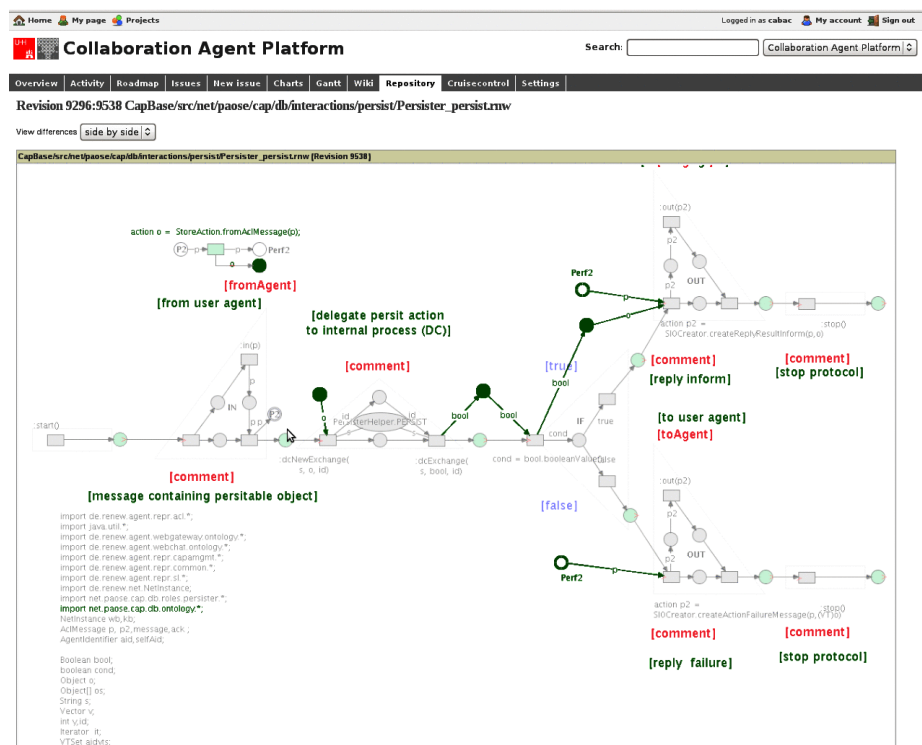 Home My page Projects
Logged in as cabac My account Sign out
Collaboration Agent Platform
Search: Collaboration Agent Platform
Overview Activity Roadmap Issues New issue Charts Gantt Wiki Repository Cruisecontrol Settings
Revision 9296:9538 CapBase/src/net/paose/cap/db/interactions/persist/Persister_persist.rnw
View differences side by side
CapBase/src/net/paose/cap/db/interactions/persist/Persister_persist.rnw [Revision 9538]
:out(p2)
p2
OUT
action o = StoreAction.fromAclMessage(p);
P2 p p Perf2
o
[fromAgent]
[from user agent]
Perf2
p
o
action p2 =
SIOCreator.createReplyResultInform(p,o)
:stop()
[delegate persit action
to internal process (DC)]
[comment]
[true]
[comment]
[comment]
[reply inform]
[stop protocol]
:in(p)
p
IN
p p
P2
:start()
o
id
id
PersisterHelper PERSIST
s
s
bool
bool
bool
cond
IF
true
false
[to user agent]
[toAgent]
:dcNewExchange(
s, o, id)
:dcExchange(
s, bool, id)
cond = bool.booleanValue()
[comment]
[message containing persitable object]
[false]
:out(p2)
p2
OUT
p
Perf2
action p2 =
SIOCreator.createActionFailureMessage(p,(VT)o)
:stop()
[comment]
[comment]
[reply failure]
[stop protocol]
import de.renew.agent.repr.acl.*;
import java.util.*;
import de.renew.agent.webgateway.ontology.*;
import de.renew.agent.webchat.ontology.*;
import de.renew.agent.repr.capamgmt.*;
import de.renew.agent.repr.common.*;
import de.renew.agent.repr.sl.*;
import de.renew.net.NetInstance;
import net.paose.cap.db.roles.persister.*;
import net.paose.cap.db.ontology.*;
NetInstance wb,kb;
AclMessage p, p2,message,ack ;
AgentIdentifier aid,selfAid;
Boolean bool;
boolean cond;
Object o;
Object[] os;
String s;
Vector v;
int v,id;
Iterator it;
VTSet aidvts;